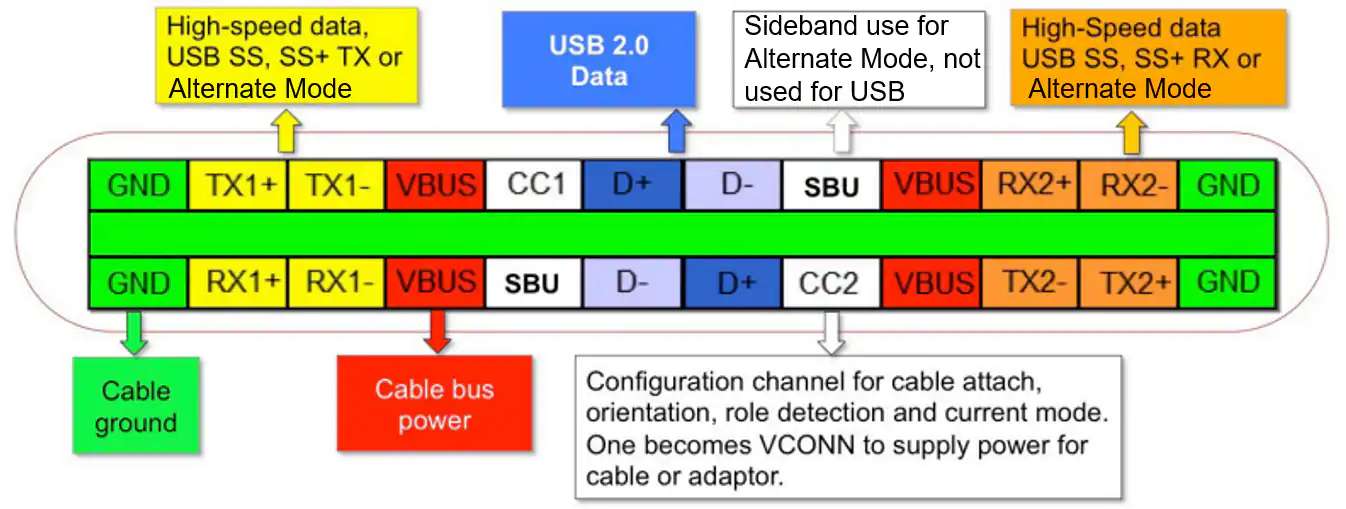 High-speed data,
USB SS, SS+ TX or
Alternate Mode
USB 2.0
Data
Sideband use for
Alternate Mode, not
used for USB
High-Speed data
USB SS, SS+ RX or
Alternate Mode
GND TX1+ TX1- VBUS CC1 D+ D- SBU VBUS RX2+ RX2- GND
GND RX1+ RX1- VBUS SBU D- D+ CC2 VBUS TX2- TX2+ GND
Cable
ground
Cable bus
power
Configuration channel for cable attach,
orientation, role detection and current mode.
One becomes VCONN to supply power for
cable or adaptor.